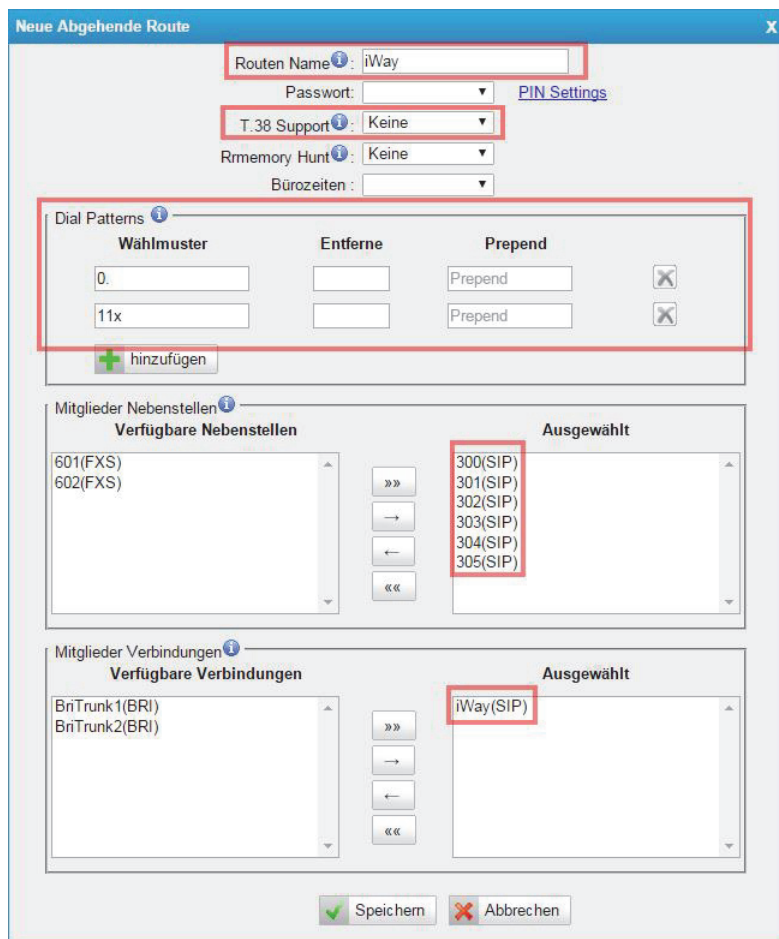 Neue Abgehende Route X
Routen Name i : iWay
Passwort: PIN Settings
T.38 Support i : Keine
Rrmemory Hunt i : Keine
Bürozeiten :
Dial Patterns i
Wählmuster Entferne Prepend
0. Prepend
11x Prepend
hinzufügen
Mitglieder Nebenstellen i
Verfügbare Nebenstellen Ausgewählt
601(FXS) 300(SIP)
602(FXS) »» 301(SIP)
302(SIP)
→ 303(SIP)
304(SIP)
← 305(SIP)
««
Mitglieder Verbindungen i
Verfügbare Verbindungen Ausgewählt
BriTrunk1(BRI) iWay(SIP)
BriTrunk2(BRI) »»
→
←
««
Speichern Abbrechen